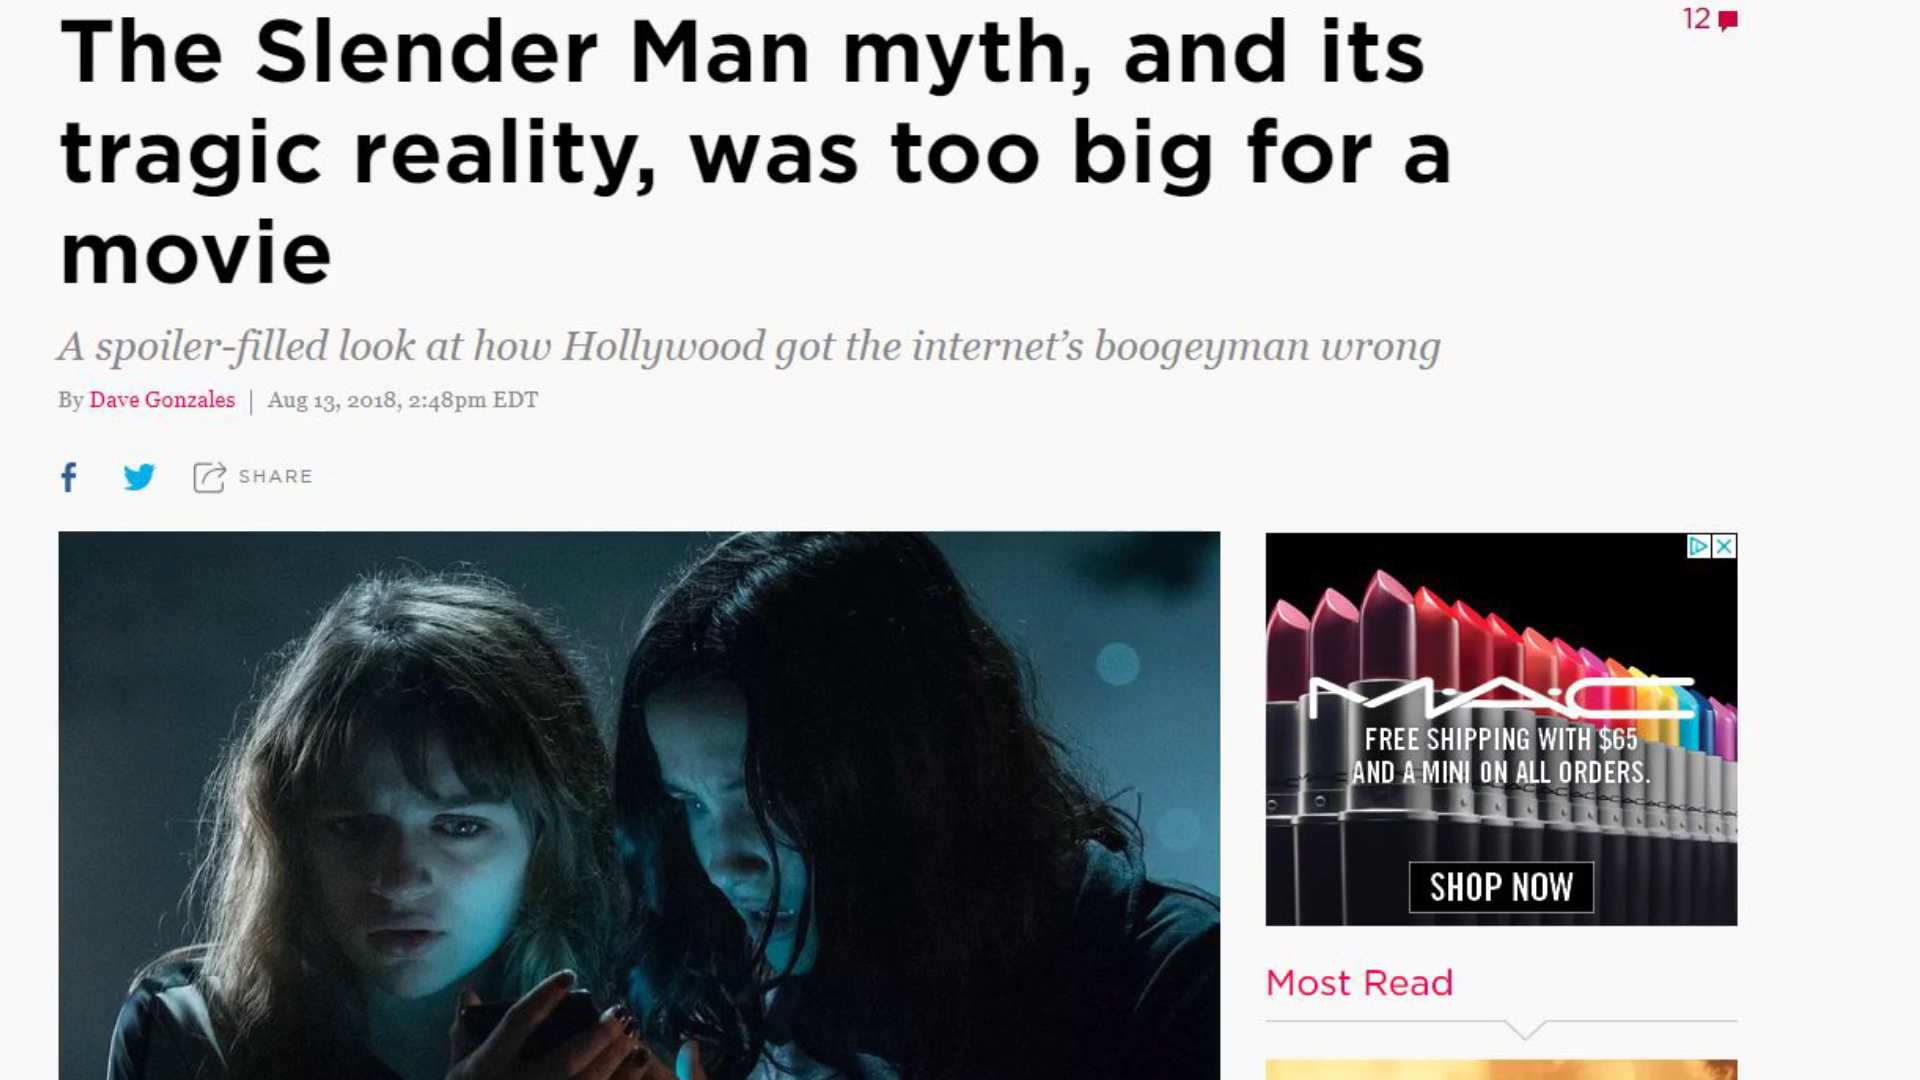 The Slender Man myth, and its
12
tragic reality, was too big for a
movie
A spoiler-filled look at how Hollywood got the internet's boogeyman wrong
By Dave Gonzales | Aug 13, 2018, 2:48pm EDT
SHARE
MAC
FREE SHIPPING WITH $65
AND A MINI ON ALL ORDERS.
SHOP NOW
Most Read